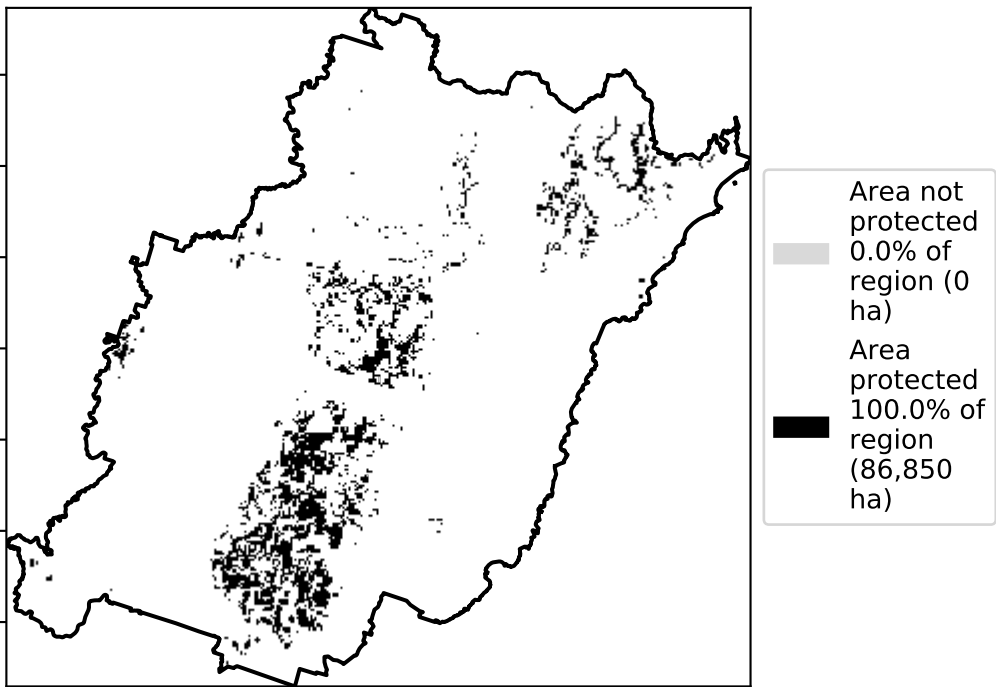 Area not
protected
0.0% of
region (0
ha)
Area
protected
100.0% of
region
(86,850
ha)